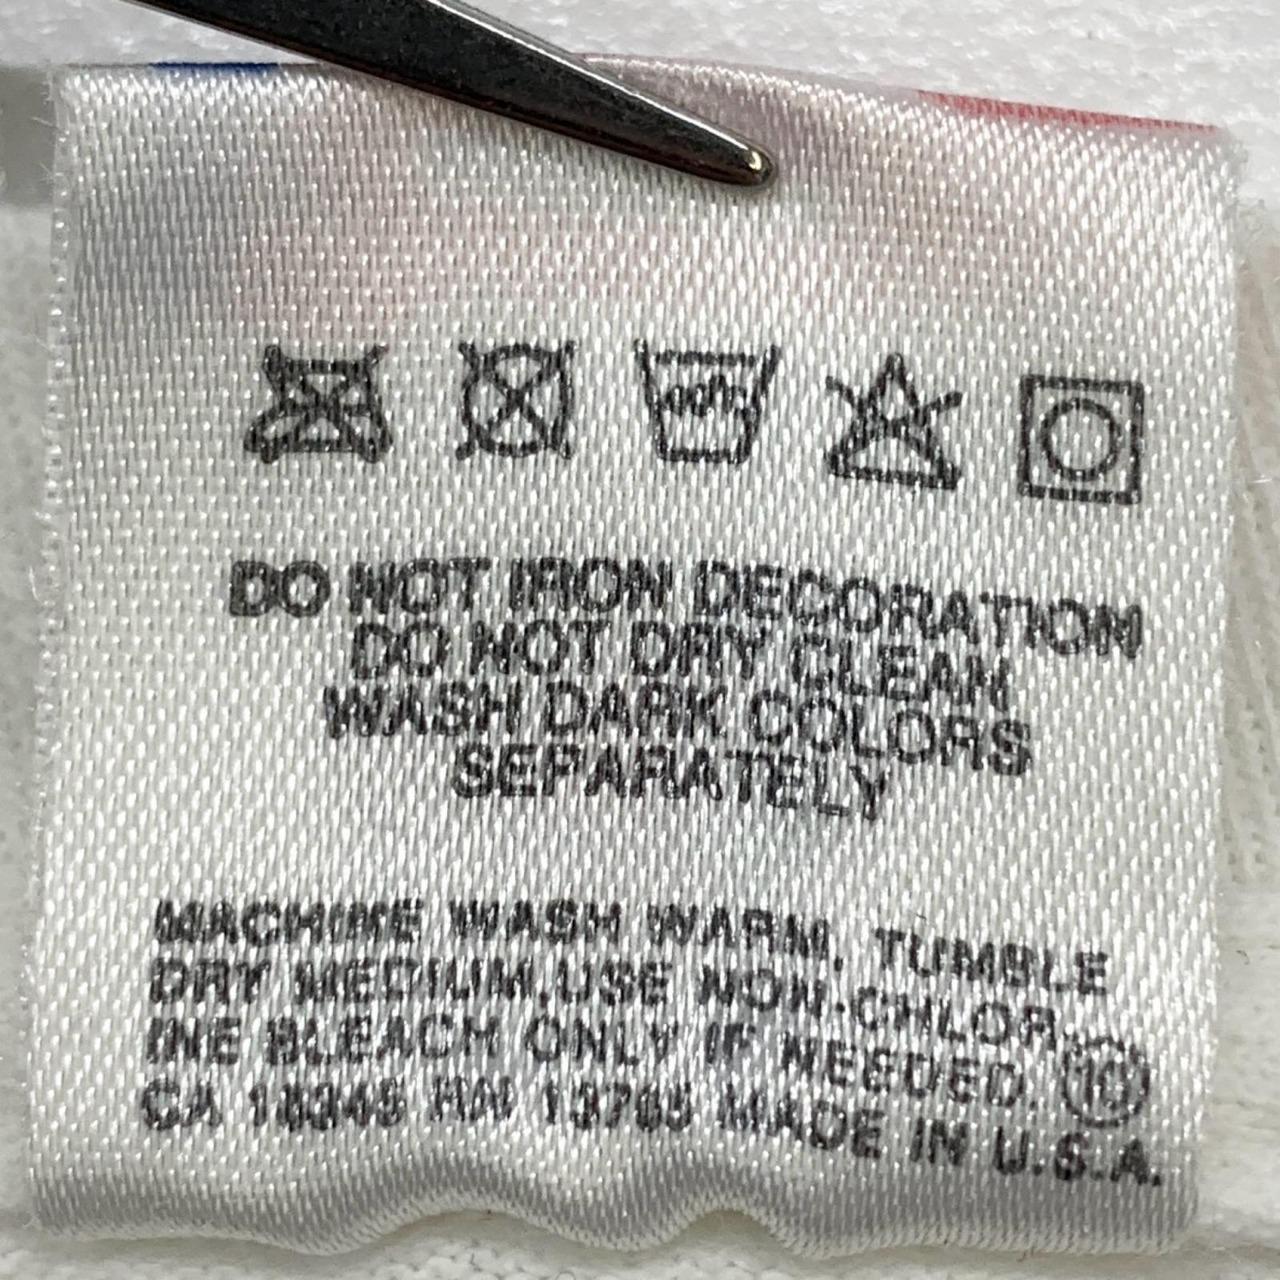 DO NOT IRON DECORATION
DO NOT DRY CLEAN
WASH DARK COLORS
SEPARATELY
MACHINE WASH WARM, TUMBLE
DRY MEDIUM,USE NON-CHLOR-
INE BLEACH ONLY IF NEEDED. 10
CA RN 13765 MADE IN U.S.A.